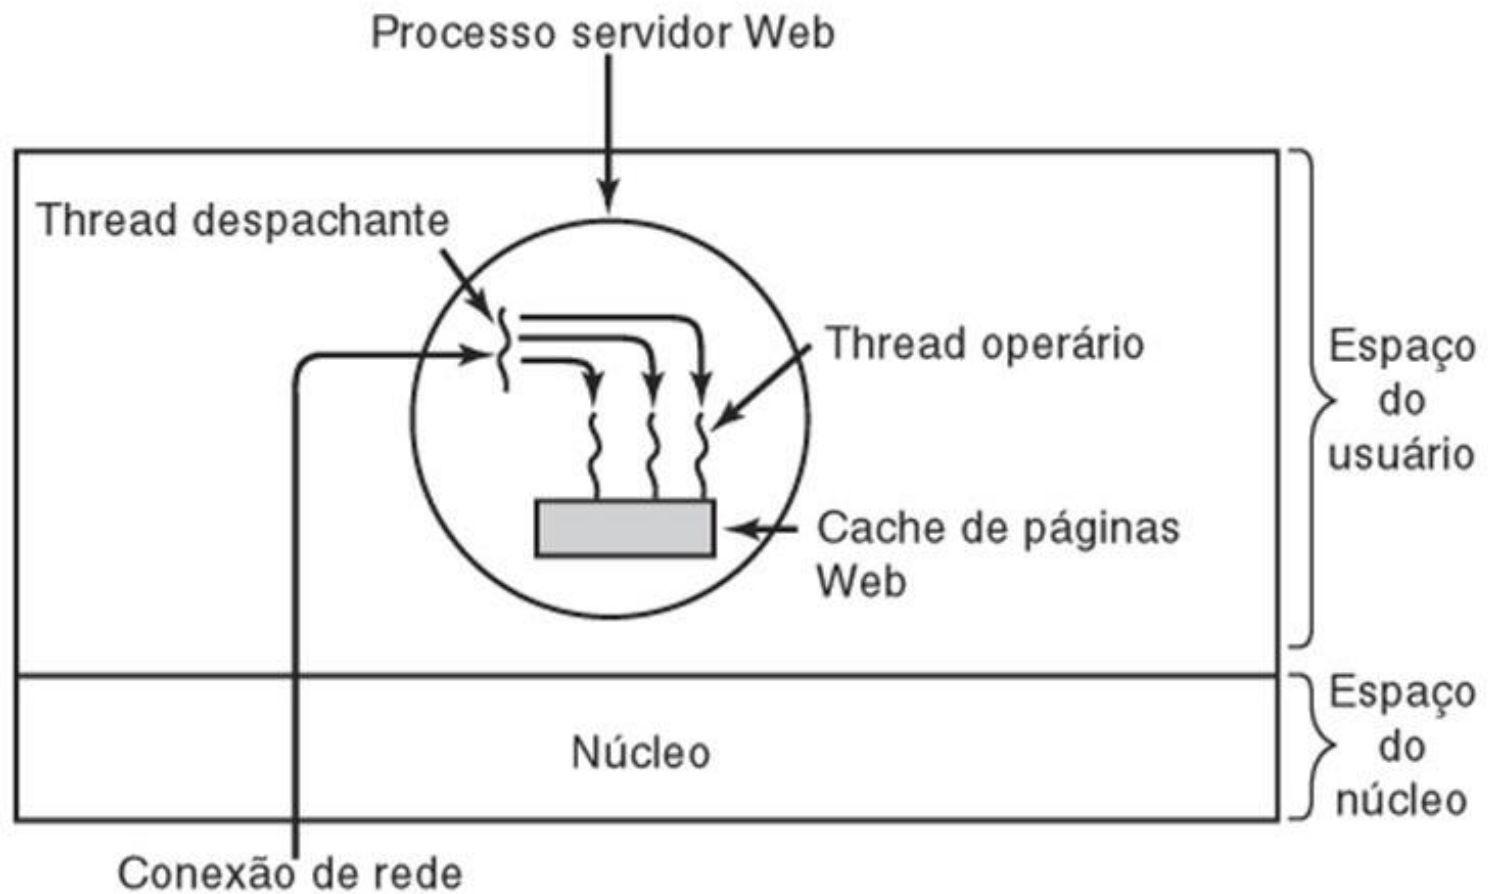 Processo servidor Web
Thread despachante
Thread operário
Espaço
do
usuário
Cache de páginas
Web
Espaço
do
núcleo
Núcleo
Conexão de rede